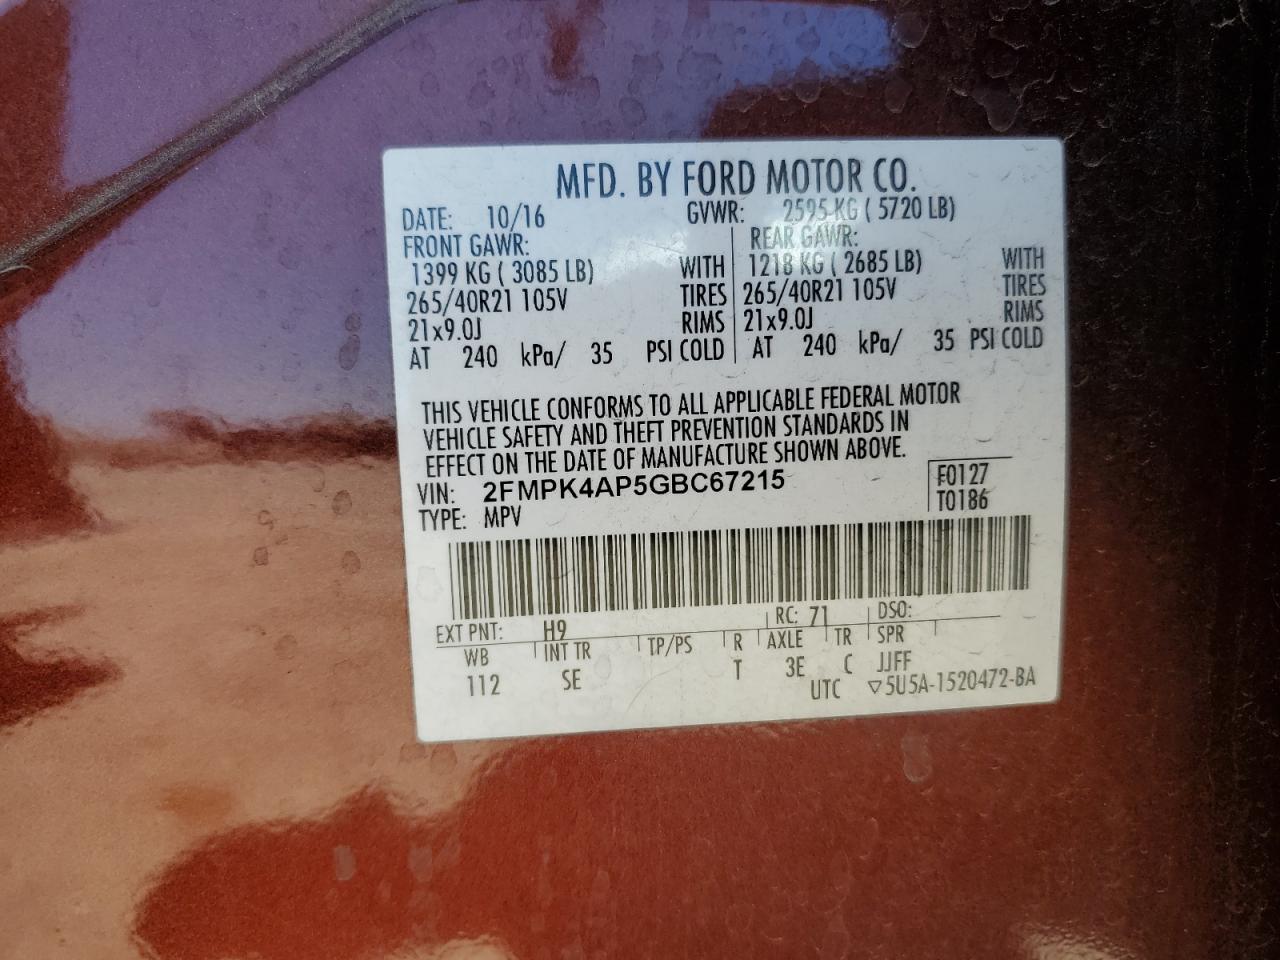 MFD. BY FORD MOTOR CO.
DATE: 10/16 GVWR: 2595 KG ( 5720 LB)
FRONT GAWR: REAR GAWR:
1399 KG ( 3085 LB) WITH 1218 KG ( 2685 LB) WITH
265/40R21 105V TIRES 265/40R21 105V TIRES
21x9.0J RIMS 21x9.0J RIMS
AT 240 kPa/ 35 PSI COLD AT 240 kPa/ 35 PSI COLD
THIS VEHICLE CONFORMS TO ALL APPLICABLE FEDERAL MOTOR
VEHICLE SAFETY AND THEFT PREVENTION STANDARDS IN
EFFECT ON THE DATE OF MANUFACTURE SHOWN ABOVE.
VIN: 2FMPK4AP5GBC67215 F0127
TYPE: MPV T0186
EXT PNT: H9 RC: 71 DSO:
WB INT TR TP/PS R AXLE TR SPR
112 SE T 3E C JJFF
UTC ▽5U5A-1520472-BA